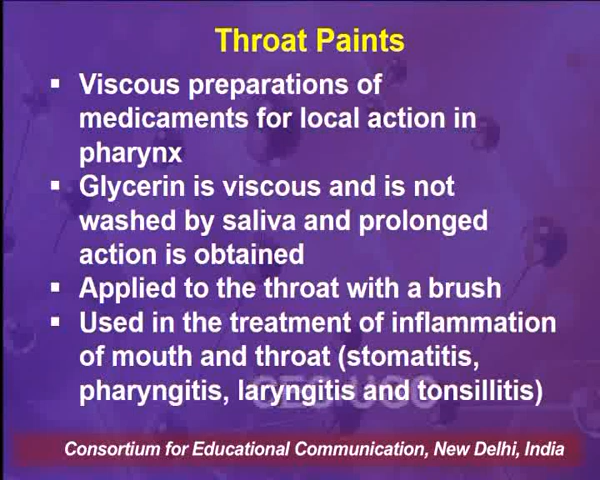 Throat Paints
▪ Viscous preparations of
medicaments for local action in
pharynx
▪ Glycerin is viscous and is not
washed by saliva and prolonged
action is obtained
▪ Applied to the throat with a brush
▪ Used in the treatment of inflammation
of mouth and throat (stomatitis,
pharyngitis, laryngitis and tonsillitis)
CEC UGC
Consortium for Educational Communication, New Delhi, India